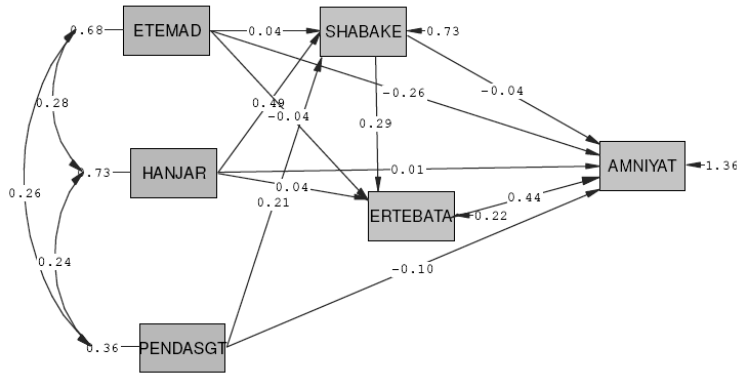 0.68 ETEMAD 0.04 SHABAKE 0.73
0.28 0.49 -0.04 -0.26 -0.04
0.29
0.73 HANJAR 0.01 AMNIYAT 1.36
0.26 0.04 0.21 ERTEBATA 0.22 0.44
0.24 -0.10
0.36 PENDASGT